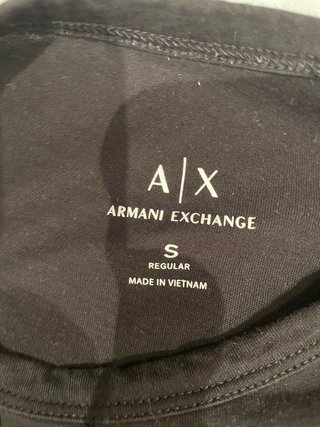 A|X
ARMANI EXCHANGE
S
REGULAR
MADE IN VIETNAM